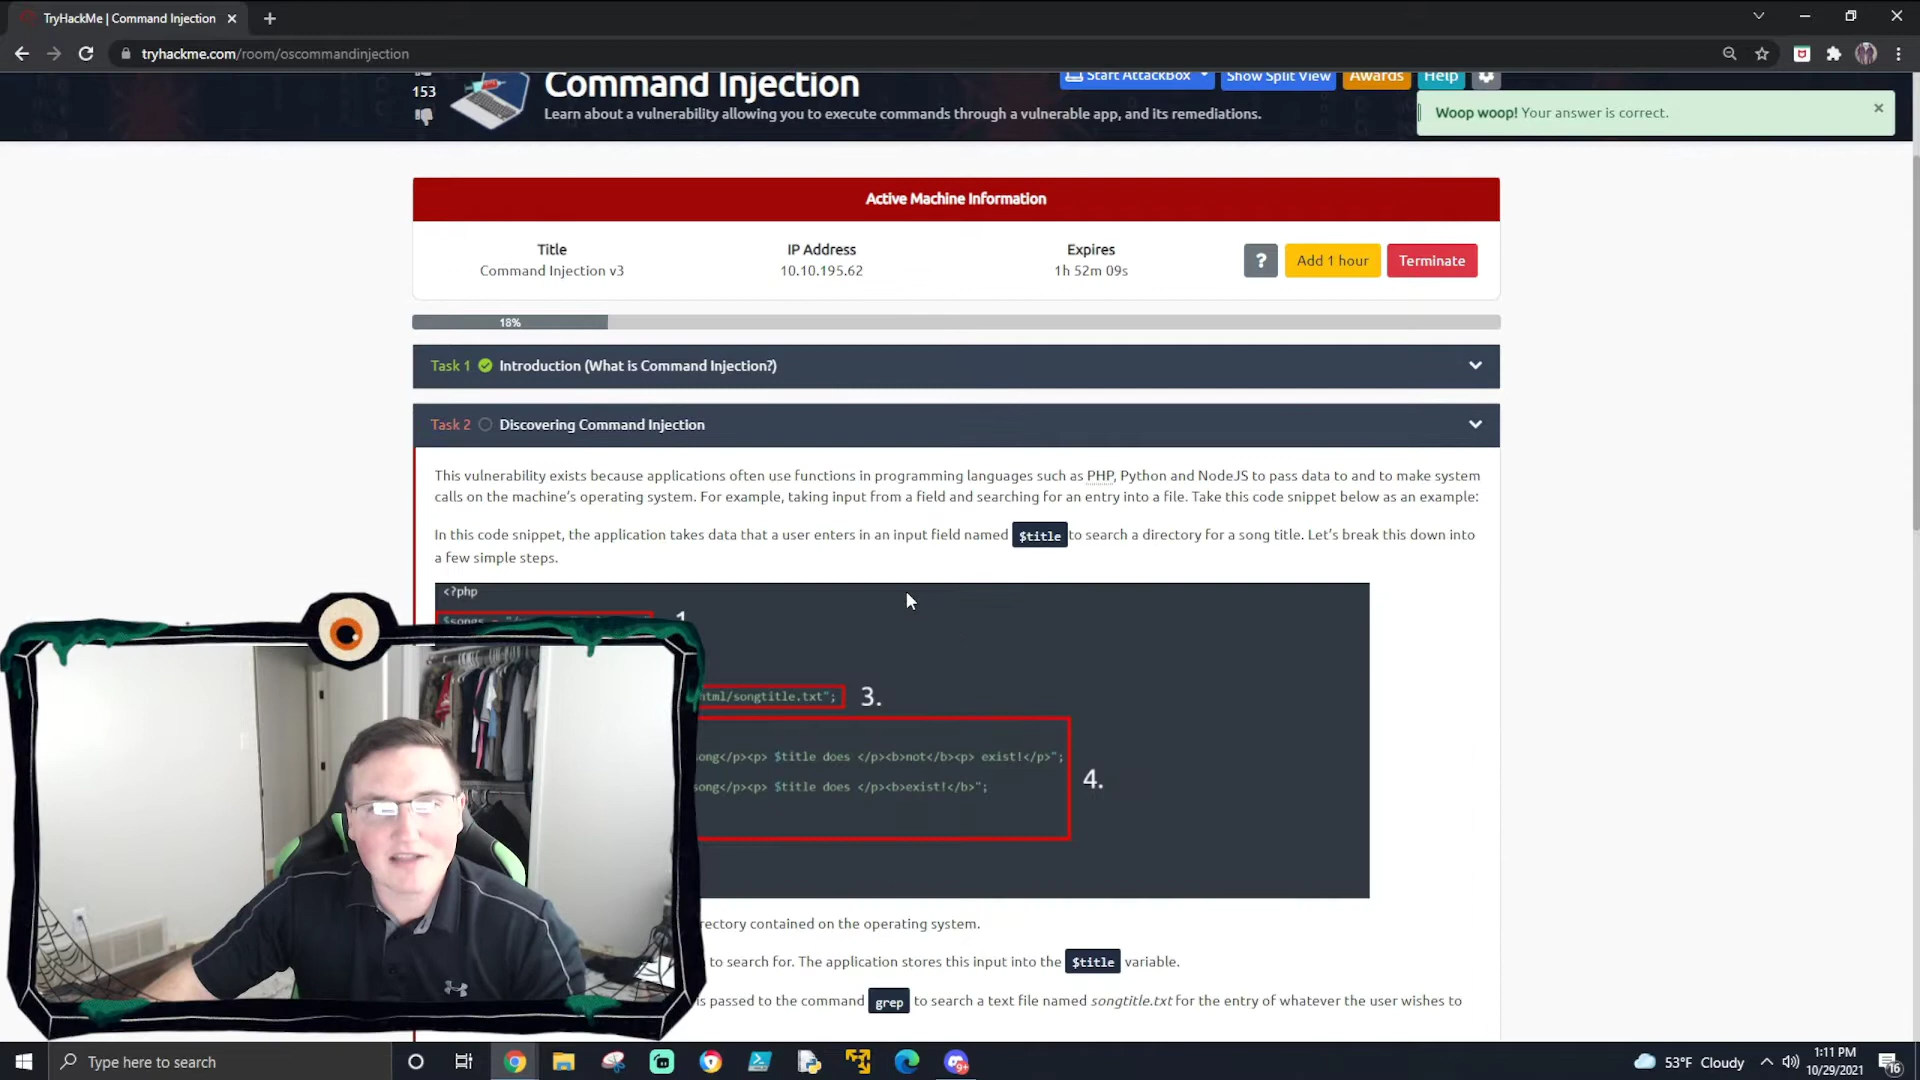 TryHackMe | Command Injection
tryhackme.com/room/oscommandinjection
153
Command Injection
Start AttackBox
Show Split View
Awards
Help
Learn about a vulnerability allowing you to execute commands through a vulnerable app, and its remediations.
Woop woop! Your answer is correct.
Active Machine Information
Title
IP Address
Expires
Command Injection v3
10.10.195.62
1h 52m 09s
?
Add 1 hour
Terminate
18%
Task 1 Introduction (What is Command Injection?)
Task 2 Discovering Command Injection
This vulnerability exists because applications often use functions in programming languages such as PHP, Python and NodeJS to pass data to and to make system
calls on the machine's operating system. For example, taking input from a field and searching for an entry into a file. Take this code snippet below as an example:
In this code snippet, the application takes data that a user enters in an input field named $title to search a directory for a song title. Let's break this down into
a few simple steps.
<?php
$songs = "/
1
html/songtitle.txt"; 3.
ong</p><p> $title does </p><b>not</b><p> exist!</p>";
song</p><p> $title does </p><b>exist!</b>";
4.
rectory contained on the operating system.
to search for. The application stores this input into the $title variable.
is passed to the command grep to search a text file named songtitle.txt for the entry of whatever the user wishes to
Type here to search
9+
53°F Cloudy
1:11 PM
10/29/2021
16